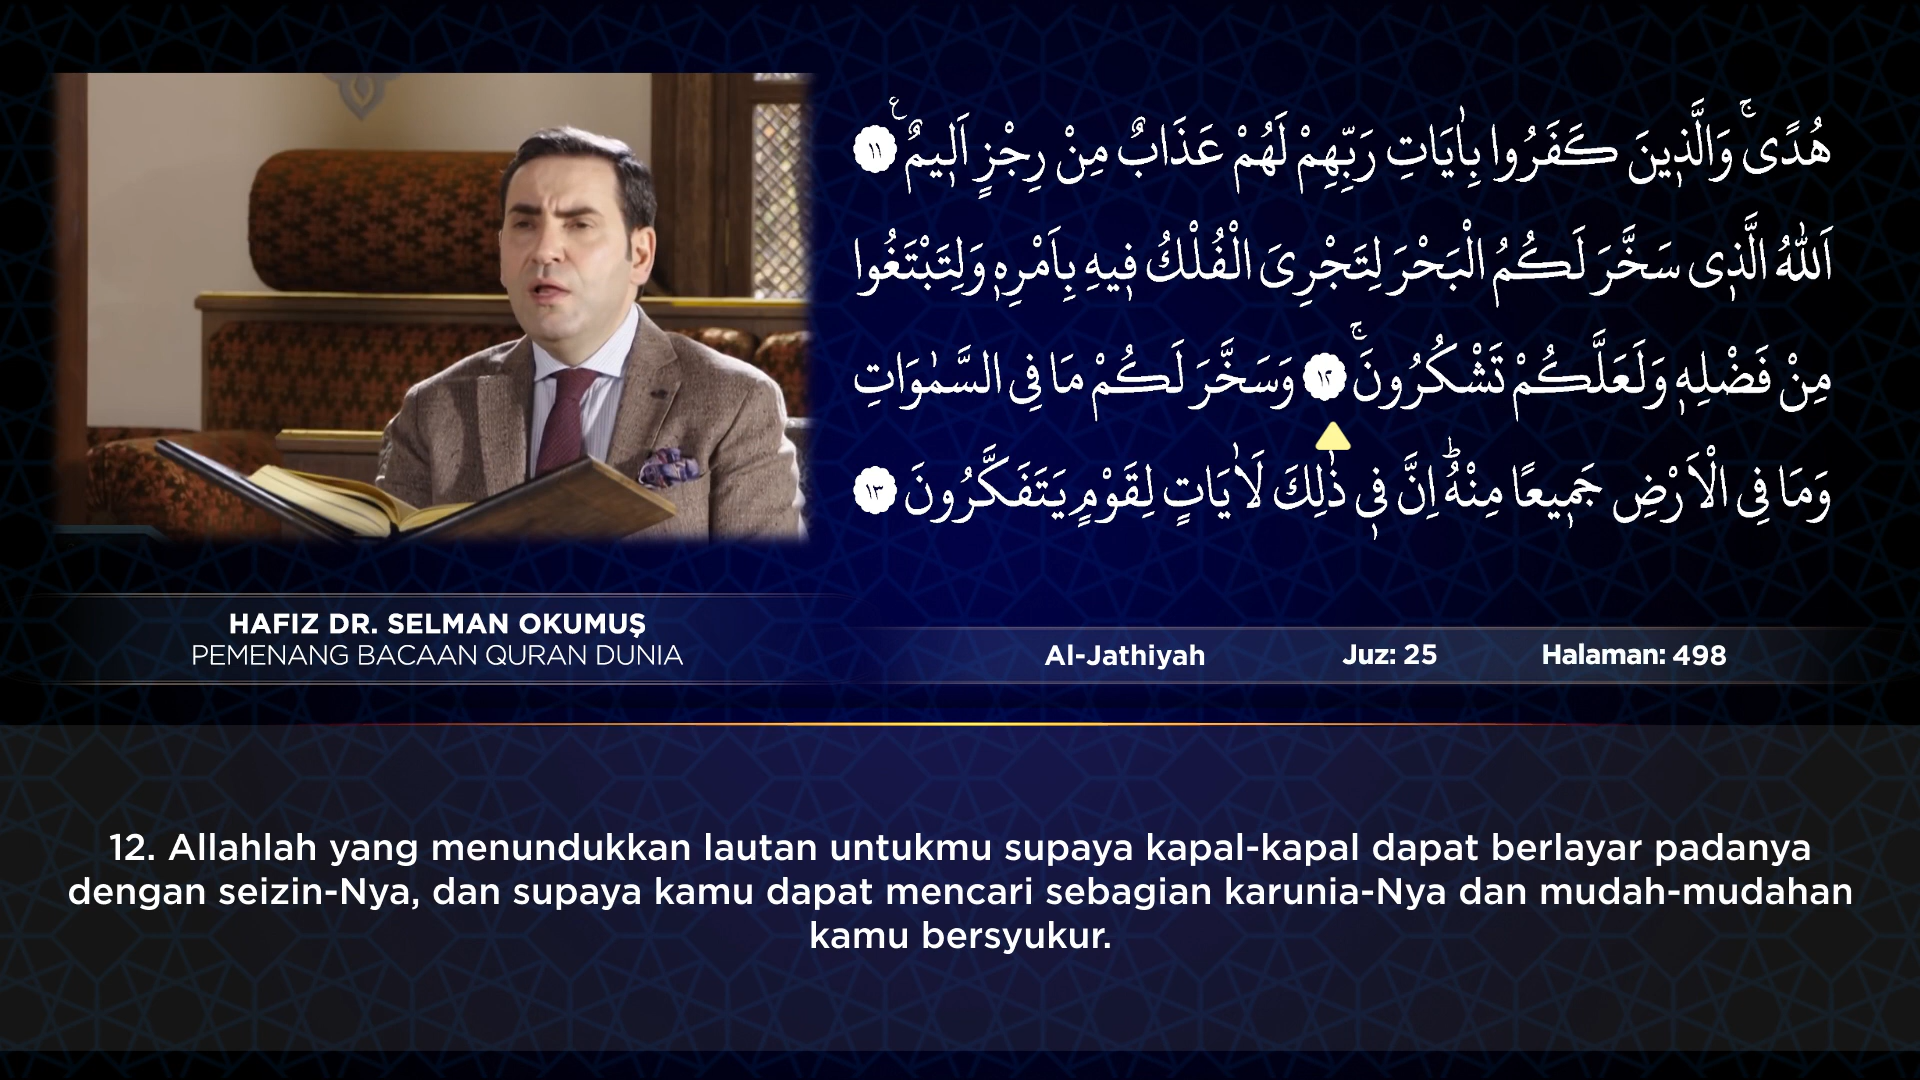 هُدًىۚ وَالَّذٖينَ كَفَرُوا بِاٰيَاتِ رَبِّهِمْ لَهُمْ عَذَابٌ مِنْ رِجْزٍ اَلٖيمٌࣖ ﴿١١﴾
اَللّٰهُ الَّذٖى سَخَّرَ لَكُمُ الْبَحْرَ لِتَجْرِىَ الْفُلْكُ فٖيهِ بِاَمْرِهٖ وَلِتَبْتَغُوا
مِنْ فَضْلِهٖ وَلَعَلَّكُمْ تَشْكُرُونَۚ ﴿١٢﴾ وَسَخَّرَ لَكُمْ مَا فِى السَّمٰوَاتِ
وَمَا فِى الْاَرْضِ جَمٖيعًا مِنْهُؕ اِنَّ فٖى ذٰلِكَ لَاٰيَاتٍ لِقَوْمٍ يَتَفَكَّرُونَ ﴿١٣﴾
HAFIZ DR. SELMAN OKUMUŞ
PEMENANG BACAAN QURAN DUNIA
Al-Jathiyah Juz: 25 Halaman: 498
12. Allahlah yang menundukkan lautan untukmu supaya kapal-kapal dapat berlayar padanya
dengan seizin-Nya, dan supaya kamu dapat mencari sebagian karunia-Nya dan mudah-mudahan
kamu bersyukur.